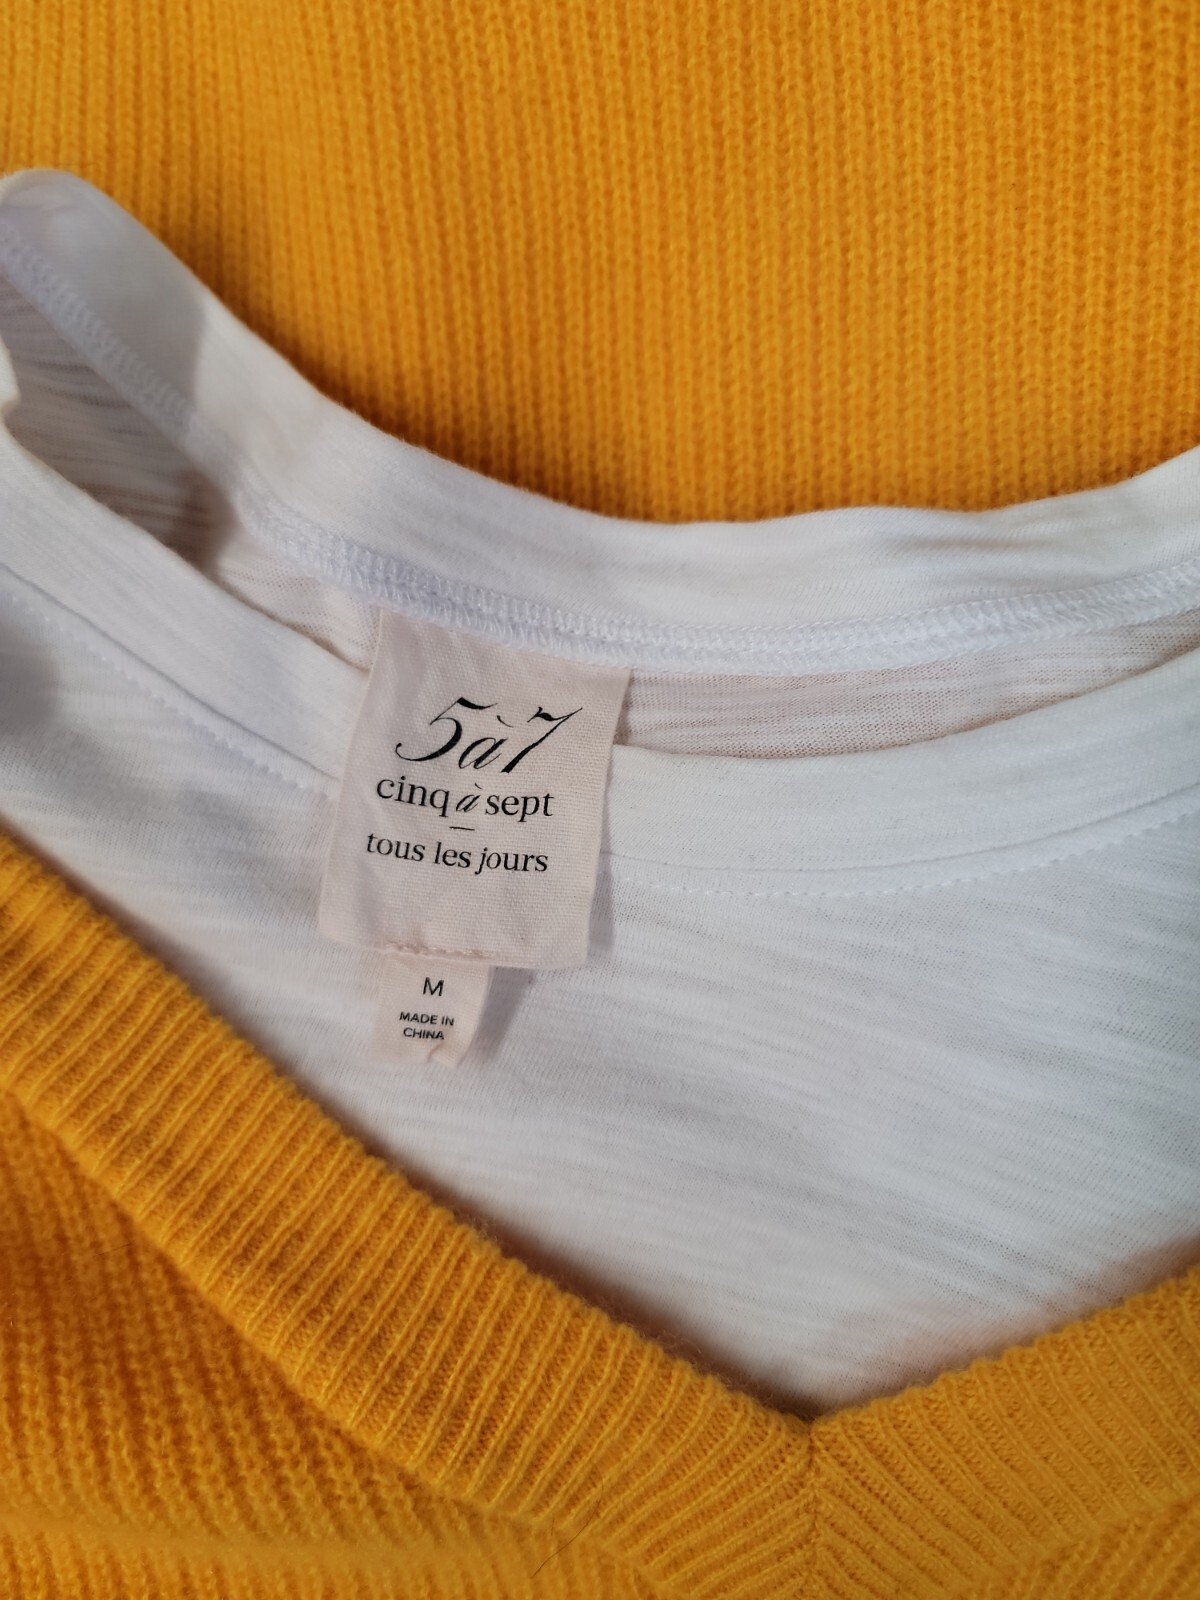 5à7
cinq à sept
–
tous les jours
M
MADE IN
CHINA